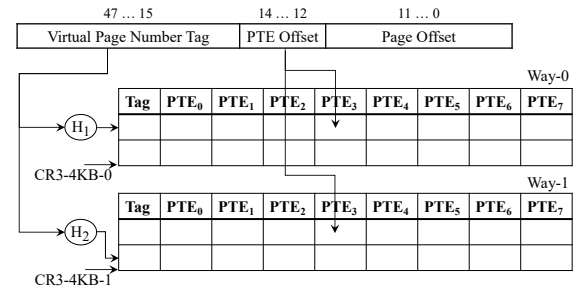 47 … 15 14 … 12 11 … 0
Virtual Page Number Tag PTE Offset Page Offset
Way-0
Tag PTE₀ PTE₁ PTE₂ PTE₃ PTE₄ PTE₅ PTE₆ PTE₇
H₁
CR3-4KB-0
Way-1
Tag PTE₀ PTE₁ PTE₂ PTE₃ PTE₄ PTE₅ PTE₆ PTE₇
H₂
CR3-4KB-1